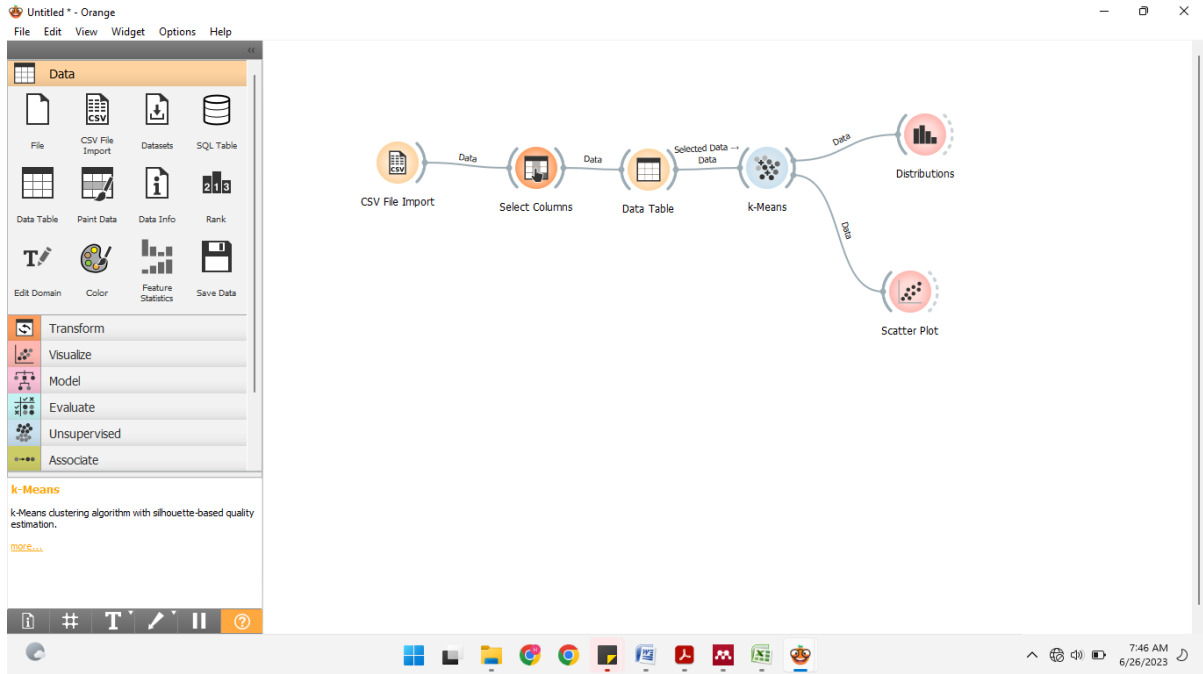 Untitled * - Orange
File Edit View Widget Options Help
Data
File
CSV File
Import
Datasets
SQL Table
Data Table
Paint Data
Data Info
Rank
Edit Domain
Color
Feature
Statistics
Save Data
Transform
Visualize
Model
Evaluate
Unsupervised
Associate
k-Means
k-Means clustering algorithm with silhouette-based quality
estimation.
more...
CSV File Import
Data
Select Columns
Data
Data Table
Selected Data →
Data
k-Means
Data
Distributions
Data
Scatter Plot
7:46 AM
6/26/2023